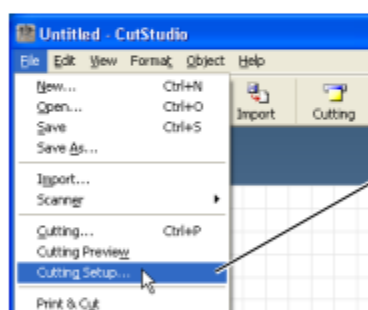 Untitled - CutStudio
File Edit View Format Object Help
New... Ctrl+N
Open... Ctrl+O
Save Ctrl+S
Save As...
Import...
Scanner
Cutting... Ctrl+P
Cutting Preview
Cutting Setup...
Print & Cut
Import Cutting